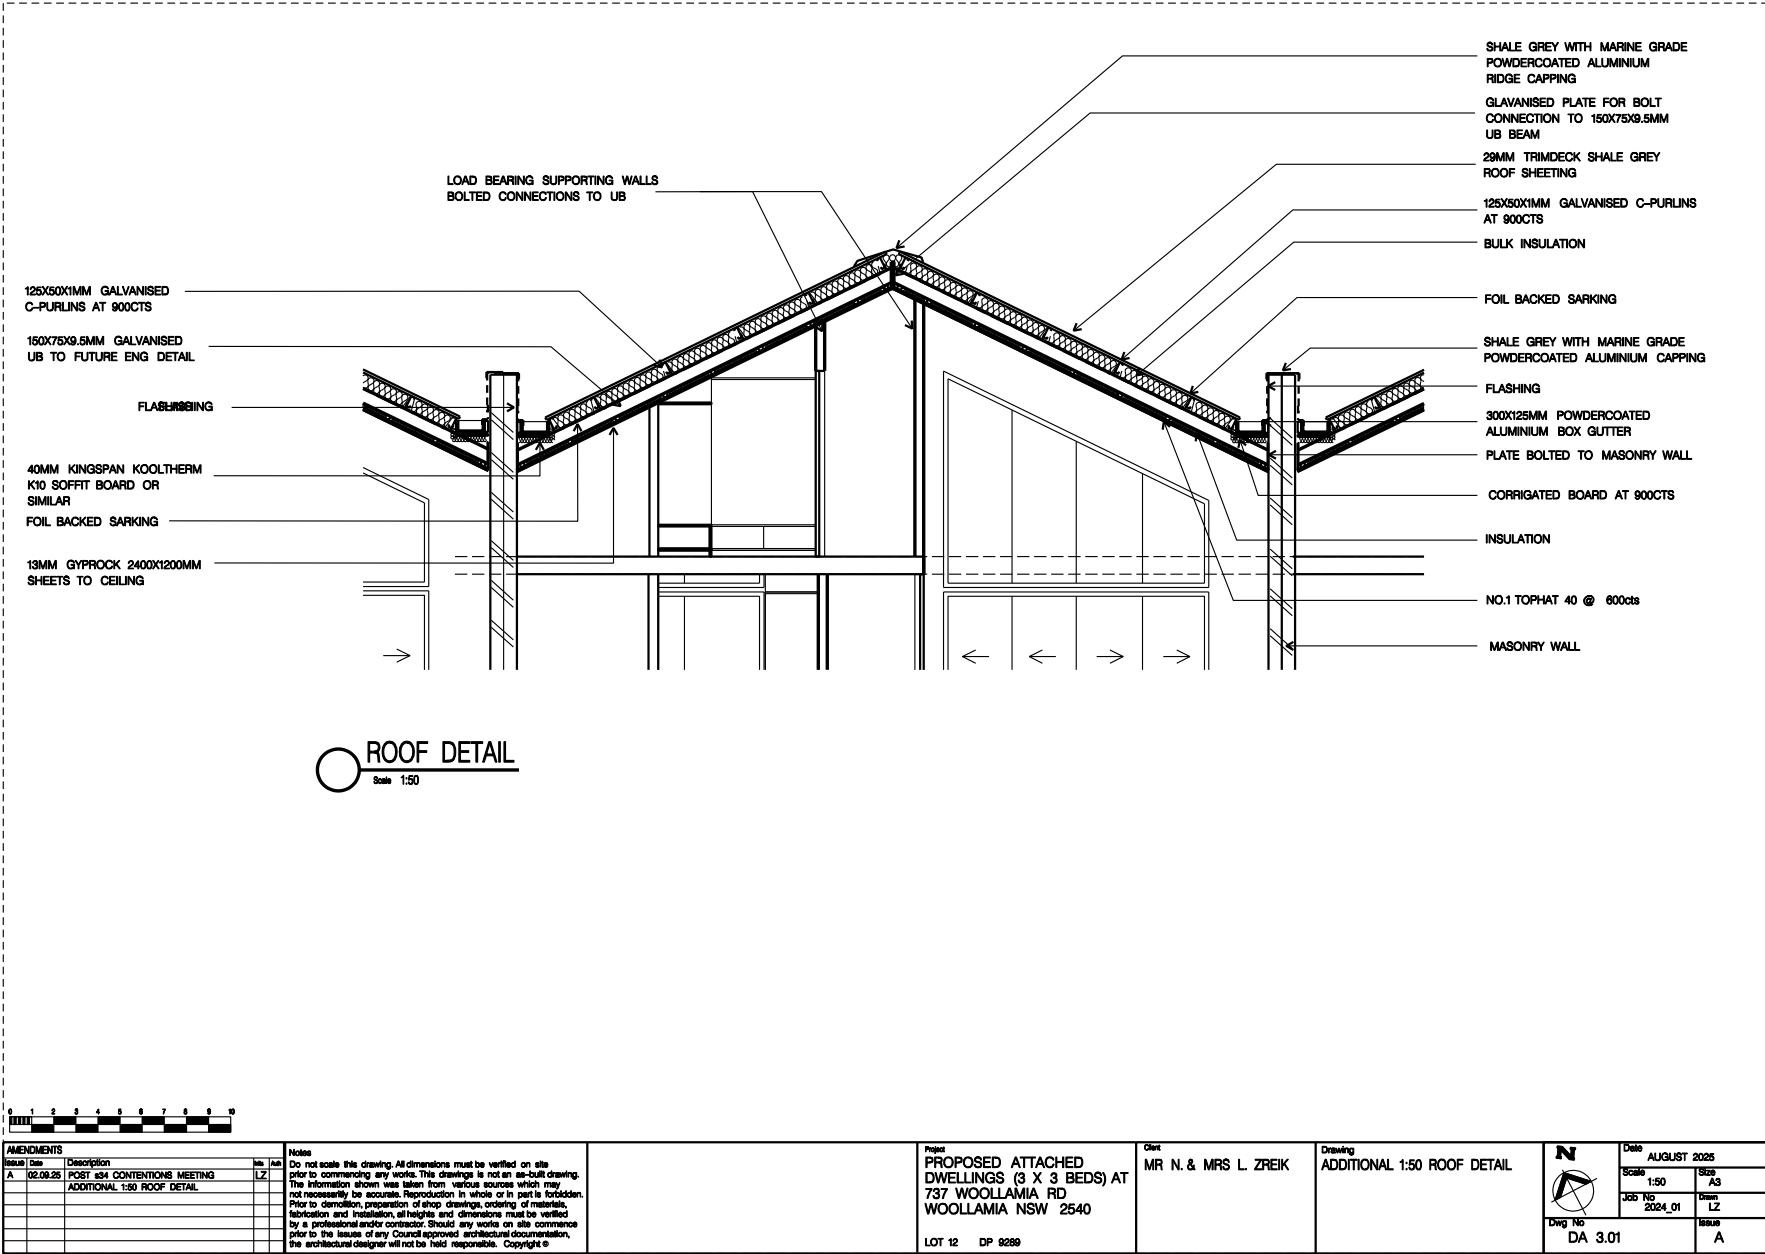 SHALE GREY WITH MARINE GRADE
POWDERCOATED ALUMINIUM
RIDGE CAPPING
GLAVANISED PLATE FOR BOLT
CONNECTION TO 150X75X9.5MM
UB BEAM
29MM TRIMDECK SHALE GREY
ROOF SHEETING
LOAD BEARING SUPPORTING WALLS
BOLTED CONNECTIONS TO UB
125X50X1MM GALVANISED C-PURLINS
AT 900CTS
BULK INSULATION
125X50X1MM GALVANISED
C-PURLINS AT 900CTS
FOIL BACKED SARKING
150X75X9.5MM GALVANISED
UB TO FUTURE ENG DETAIL
SHALE GREY WITH MARINE GRADE
POWDERCOATED ALUMINIUM CAPPING
FLASHING
FLASHING
300X125MM POWDERCOATED
ALUMINIUM BOX GUTTER
PLATE BOLTED TO MASONRY WALL
40MM KINGSPAN KOOLTHERM
K10 SOFFIT BOARD OR
SIMILAR
CORRIGATED BOARD AT 900CTS
FOIL BACKED SARKING
INSULATION
13MM GYPROCK 2400X1200MM
SHEETS TO CEILING
NO.1 TOPHAT 40 @ 600cts
MASONRY WALL
ROOF DETAIL
Scale 1:50
0 1 2 3 4 5 6 7 8 9 10
AMENDMENTS
Issue Date Description Auth
A 02.09.25 POST s34 CONTENTIONS MEETING LZ
ADDITIONAL 1:50 ROOF DETAIL
Notes
Do not scale this drawing. All dimensions must be verified on site
prior to commencing any works. This drawings is not an as-built drawing.
The information shown was taken from various sources which may
not necessarily be accurate. Reproduction in whole or in part is forbidden.
Prior to demolition, preparation of shop drawings, ordering of materials,
fabrication and installation, all heights and dimensions must be verified
by a professional and/or contractor. Should any works on site commence
prior to the issues of any Council approved architectural documentation,
the architectural designer will not be held responsible. Copyright ©
Project
PROPOSED ATTACHED
DWELLINGS (3 X 3 BEDS) AT
737 WOOLLAMIA RD
WOOLLAMIA NSW 2540
LOT 12 DP 9289
Client
MR N. & MRS L. ZREIK
Drawing
ADDITIONAL 1:50 ROOF DETAIL
N
Date
AUGUST 2025
Scale
1:50
Size
A3
Job No
2024_01
Drawn
LZ
Dwg No
DA 3.01
Issue
A